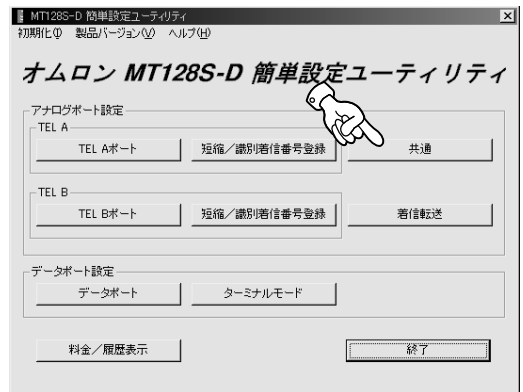 MT128S-D 簡単設定ユーティリティ
初期化(I) 製品バージョン(V) ヘルプ(H)
オムロン MT128S-D 簡単設定ユーティリティ
アナログポート設定
TEL A
TEL Aポート 短縮／識別着信番号登録 共通
TEL B
TEL Bポート 短縮／識別着信番号登録 着信転送
データポート設定
データポート ターミナルモード
料金／履歴表示 終了